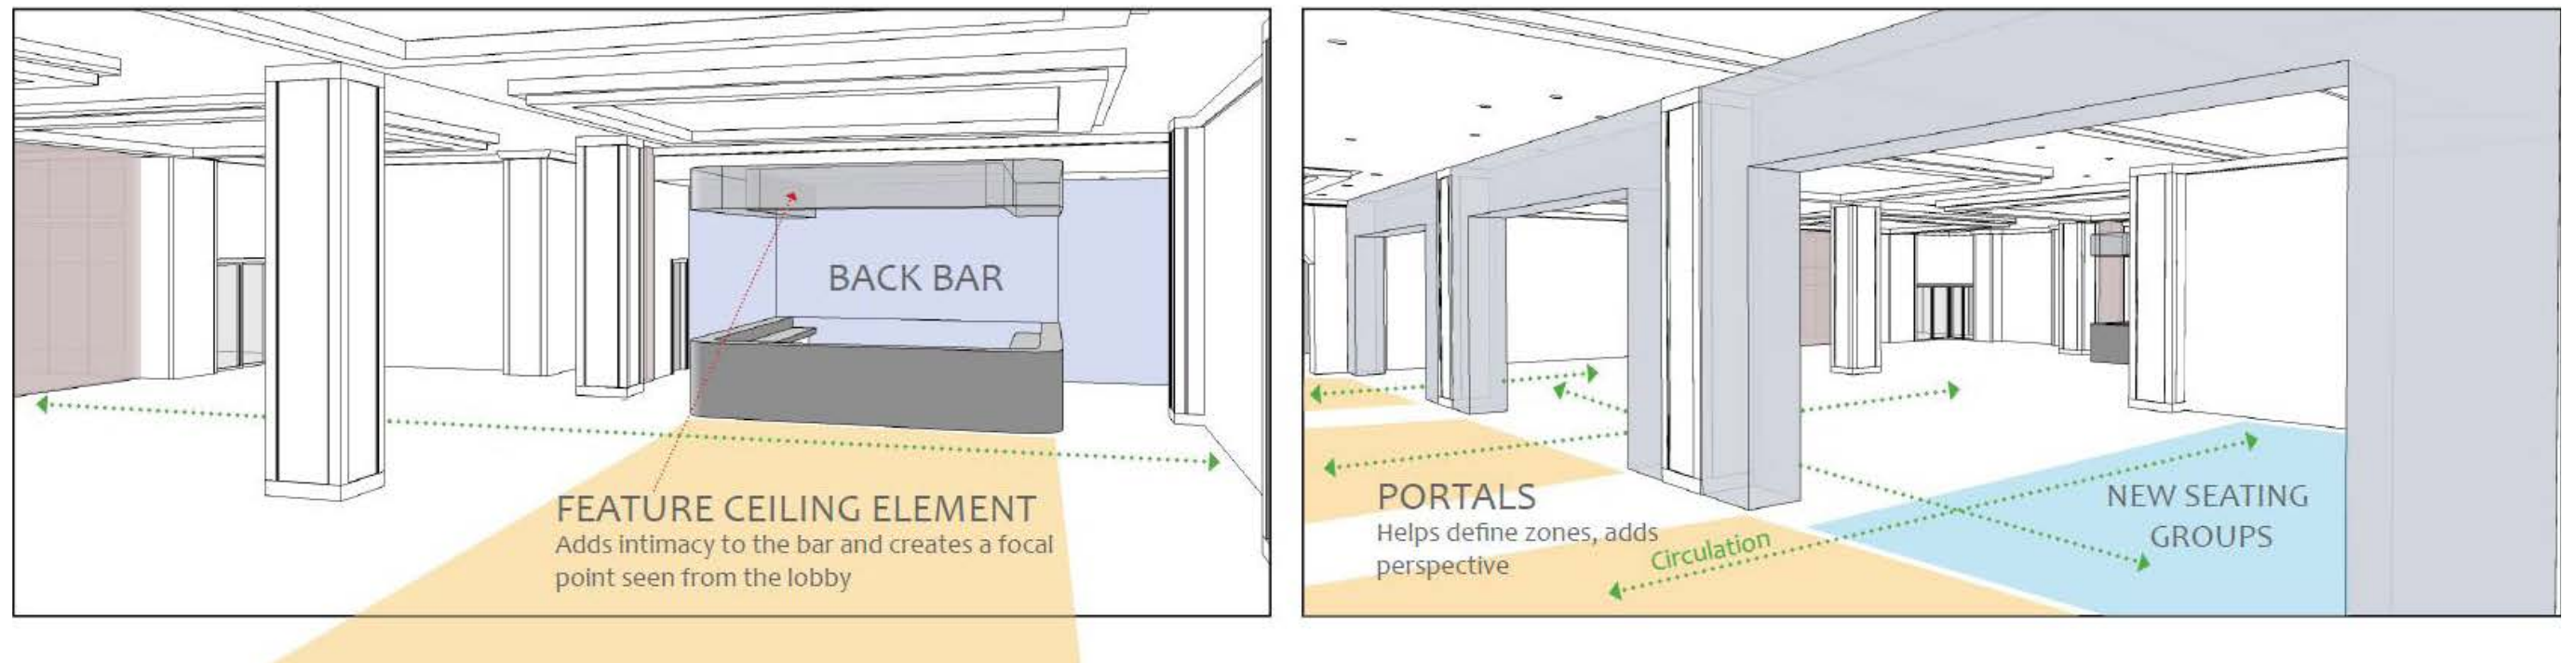 BACK BAR
FEATURE CEILING ELEMENT
Adds intimacy to the bar and creates a focal
point seen from the lobby
PORTALS
Helps define zones, adds
perspective
Circulation
NEW SEATING
GROUPS